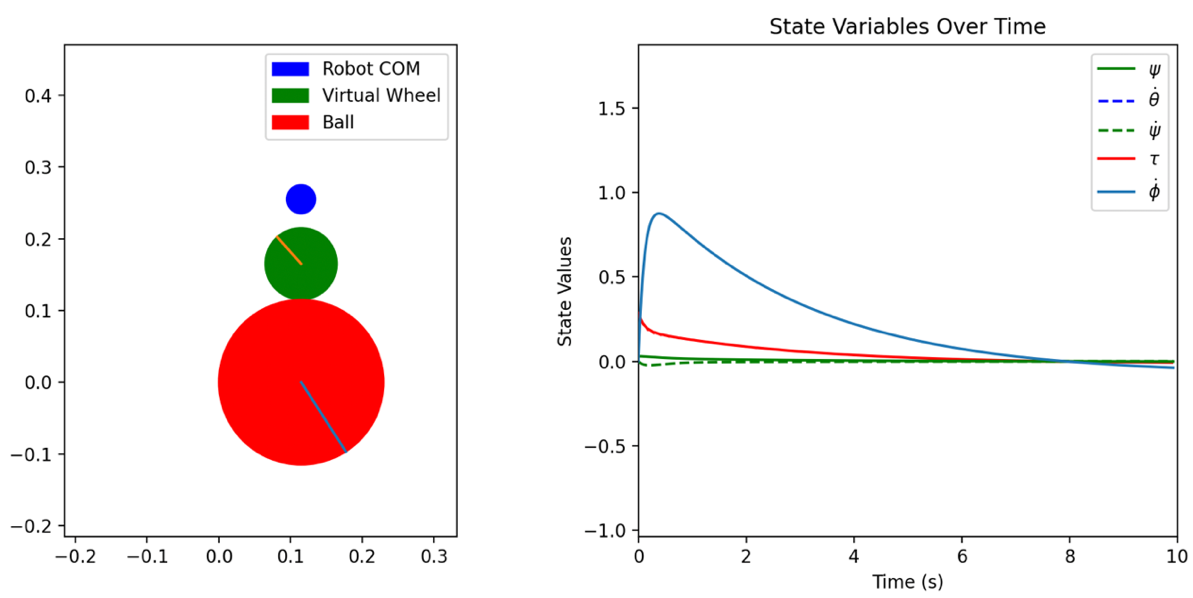 Robot COM
Virtual Wheel
Ball
0.4
0.3
0.2
0.1
0.0
−0.1
−0.2
−0.2 −0.1 0.0 0.1 0.2 0.3
State Variables Over Time
ψ
θ̇
ψ̇
τ
ϕ̇
State Values
1.5
1.0
0.5
0.0
−0.5
−1.0
0 2 4 6 8 10
Time (s)